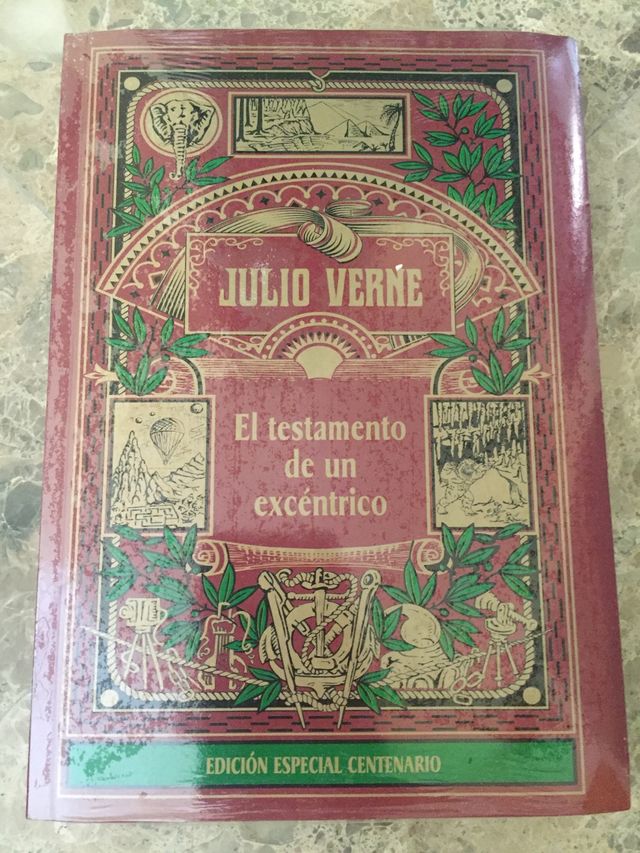 JULIO VERNE
El testamento
de un
excéntrico
EDICIÓN ESPECIAL CENTENARIO